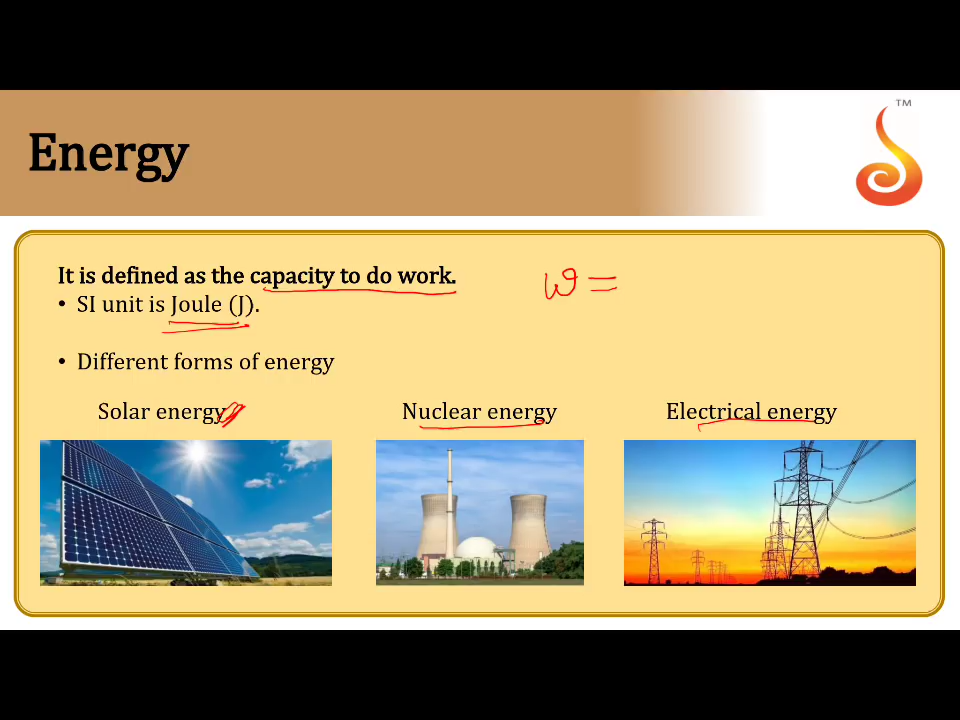 TM
Energy
It is defined as the capacity to do work.
W =
• SI unit is Joule (J).
• Different forms of energy
Solar energy
Nuclear energy
Electrical energy